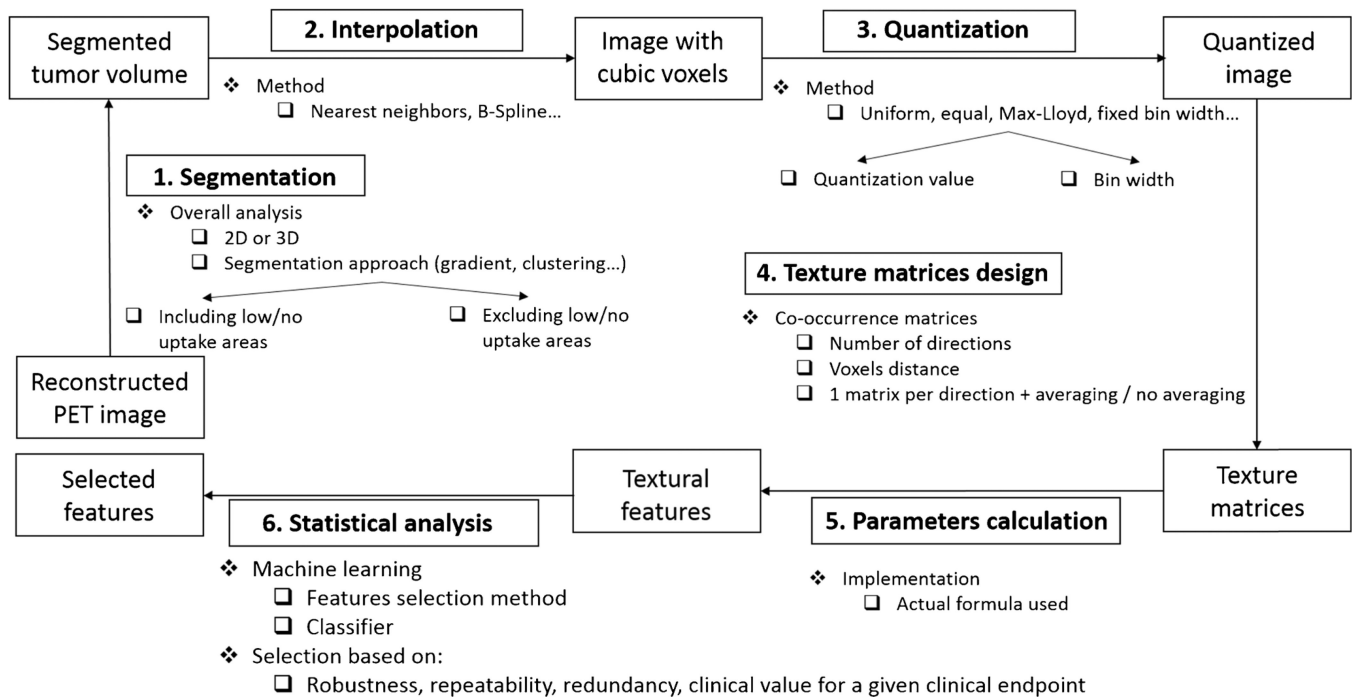 Segmented
tumor volume
2. Interpolation
❖ Method
❑ Nearest neighbors, B-Spline...
Image with
cubic voxels
3. Quantization
❖ Method
❑ Uniform, equal, Max-Lloyd, fixed bin width...
❑ Quantization value
❑ Bin width
Quantized
image
1. Segmentation
❖ Overall analysis
❑ 2D or 3D
❑ Segmentation approach (gradient, clustering...)
❑ Including low/no
uptake areas
❑ Excluding low/no
uptake areas
Reconstructed
PET image
4. Texture matrices design
❖ Co-occurrence matrices
❑ Number of directions
❑ Voxels distance
❑ 1 matrix per direction + averaging / no averaging
Selected
features
Textural
features
Texture
matrices
6. Statistical analysis
❖ Machine learning
❑ Features selection method
❑ Classifier
❖ Selection based on:
❑ Robustness, repeatability, redundancy, clinical value for a given clinical endpoint
5. Parameters calculation
❖ Implementation
❑ Actual formula used